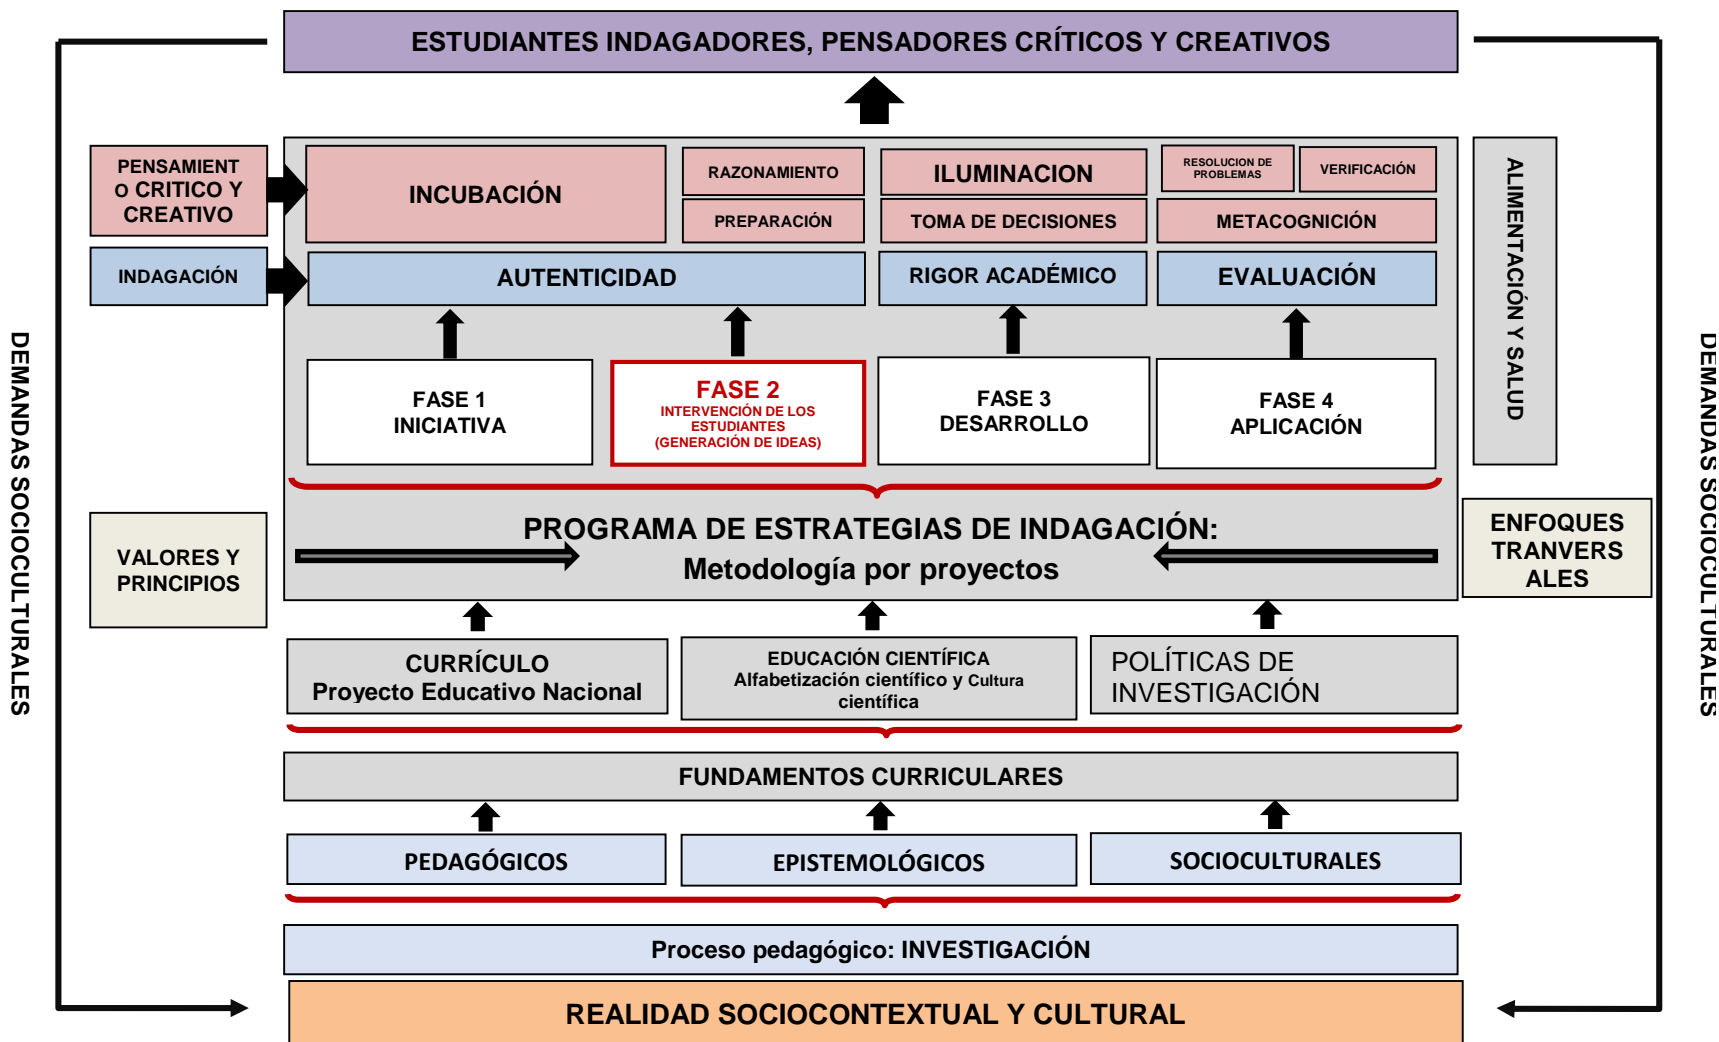 ESTUDIANTES INDAGADORES, PENSADORES CRÍTICOS Y CREATIVOS
PENSAMIENT
O CRITICO Y
CREATIVO
INCUBACIÓN
RAZONAMIENTO
PREPARACIÓN
ILUMINACION
TOMA DE DECISIONES
RESOLUCION DE
PROBLEMAS
VERIFICACIÓN
METACOGNICIÓN
INDAGACIÓN
AUTENTICIDAD
RIGOR ACADÉMICO
EVALUACIÓN
ALIMENTACIÓN Y SALUD
DEMANDAS SOCIOCULTURALES
DEMANDAS SOCIOCULTURALES
FASE 1
INICIATIVA
FASE 2
INTERVENCIÓN DE LOS
ESTUDIANTES
(GENERACIÓN DE IDEAS)
FASE 3
DESARROLLO
FASE 4
APLICACIÓN
VALORES Y
PRINCIPIOS
PROGRAMA DE ESTRATEGIAS DE INDAGACIÓN:
Metodología por proyectos
ENFOQUES
TRANVERS
ALES
CURRÍCULO
Proyecto Educativo Nacional
EDUCACIÓN CIENTÍFICA
Alfabetización científico y Cultura
científica
POLÍTICAS DE
INVESTIGACIÓN
FUNDAMENTOS CURRICULARES
PEDAGÓGICOS
EPISTEMOLÓGICOS
SOCIOCULTURALES
Proceso pedagógico: INVESTIGACIÓN
REALIDAD SOCIOCONTEXTUAL Y CULTURAL